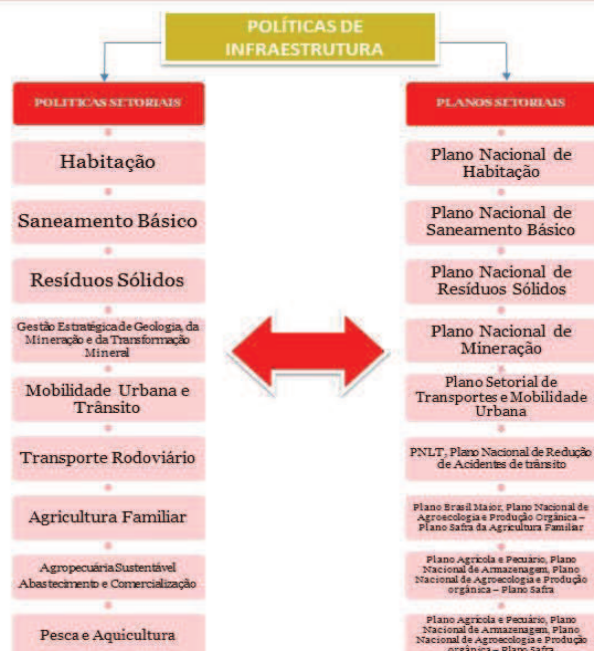 POLÍTICAS DE
INFRAESTRUTURA
POLITICAS SETORIAIS
Habitação
Saneamento Básico
Resíduos Sólidos
Gestão Estratégica de Geologia, da
Mineração e da Transformação
Mineral
Mobilidade Urbana e
Trânsito
Transporte Rodoviário
Agricultura Familiar
Agropecuária Sustentável
Abastecimento e Comercialização
Pesca e Aquicultura
PLANOS SETORIAIS
Plano Nacional de
Habitação
Plano Nacional de
Saneamento Básico
Plano Nacional de
Resíduos Sólidos
Plano Nacional de
Mineração
Plano Setorial de
Transportes e Mobilidade
Urbana
PNLT, Plano Nacional de Redução
de Acidentes de trânsito
Plano Brasil Maior, Plano Nacional de
Agroecologia e Produção Orgânica –
Plano Safra da Agricultura Familiar
Plano Agrícola e Pecuário, Plano
Nacional de Armazenagem, Plano
Nacional de Agroecologia e Produção
orgânica – Plano Safra
Plano Agrícola e Pecuário, Plano
Nacional de Armazenagem, Plano
Nacional de Agroecologia e Produção
orgânica – Plano Safra